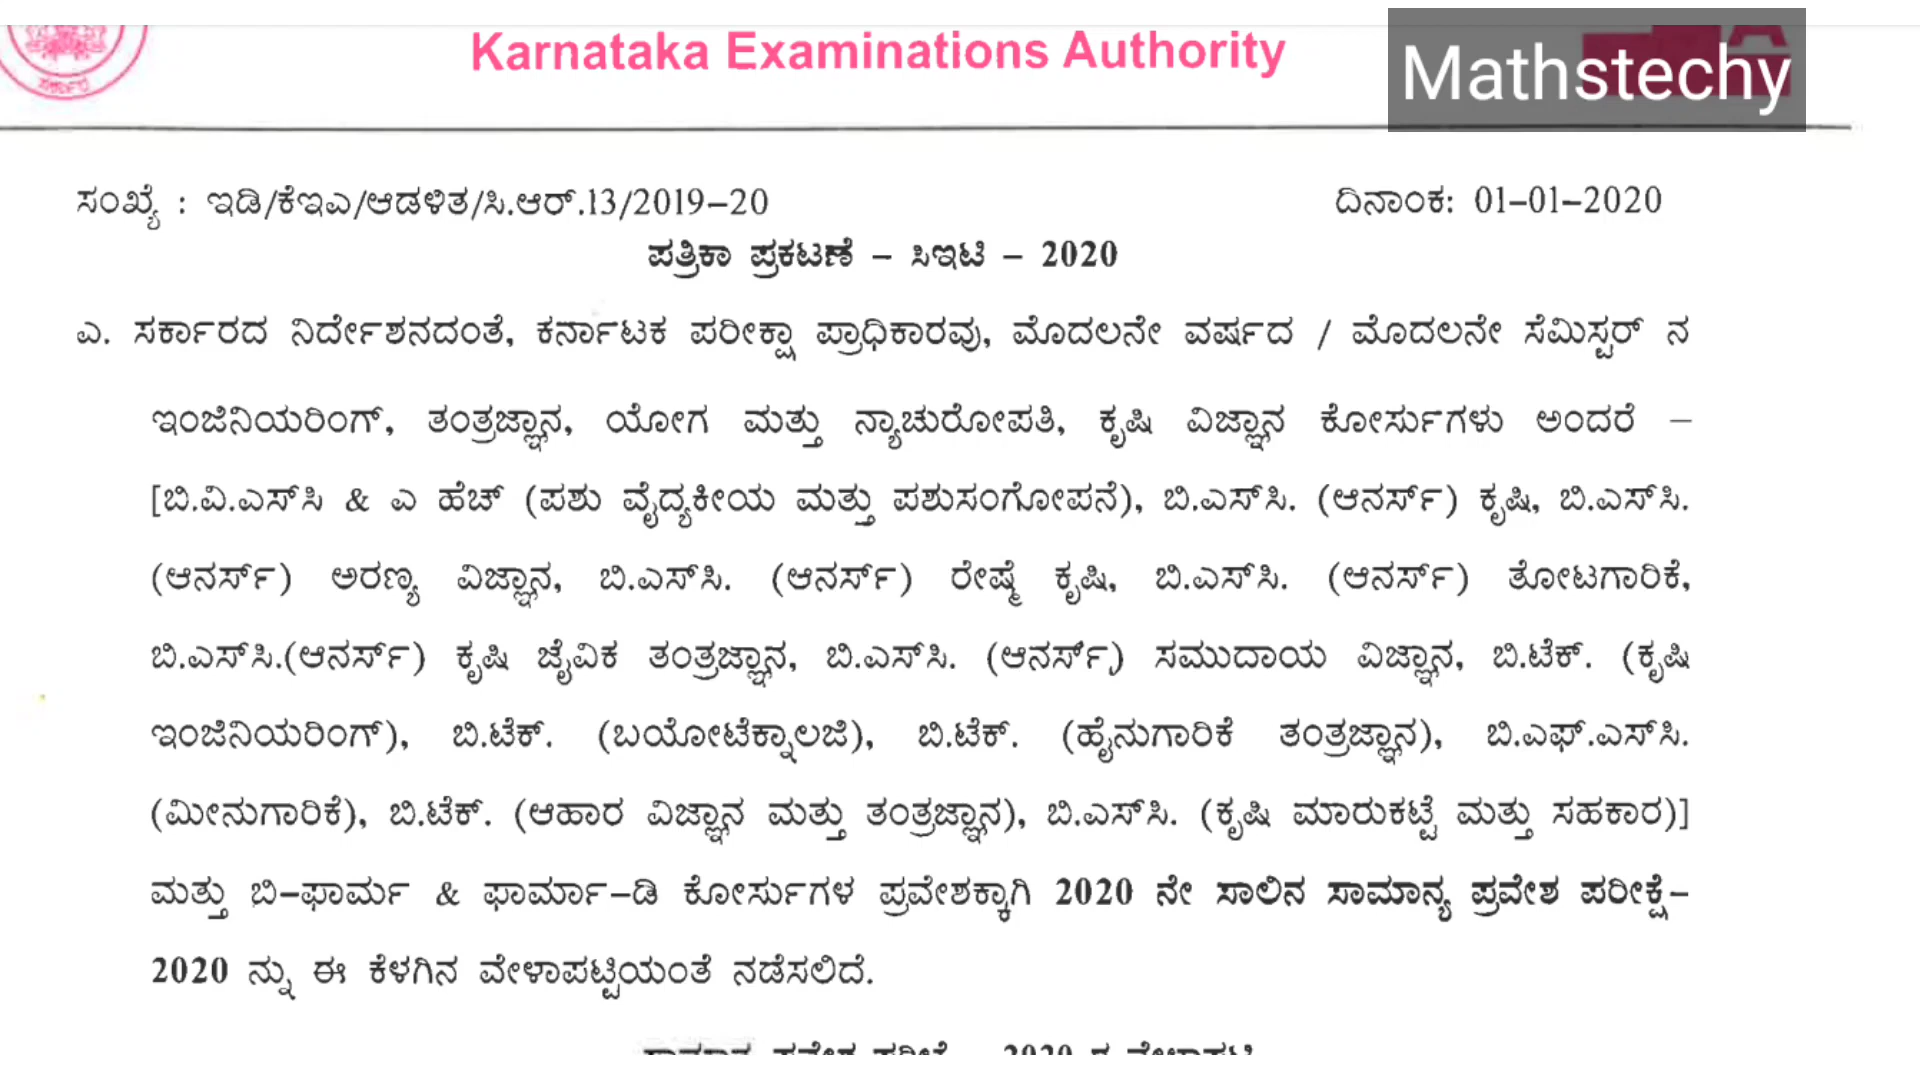 Karnataka Examinations Authority
Mathstechy
ಸಂಖ್ಯೆ : ಇಡಿ/ಕೆಇಎ/ಆಡಳಿತ/ಸಿ.ಆರ್.13/2019–20 ದಿನಾಂಕ: 01–01–2020
ಪತ್ರಿಕಾ ಪ್ರಕಟಣೆ – ಸಿಇಟಿ – 2020
ಎ. ಸರ್ಕಾರದ ನಿರ್ದೇಶನದಂತೆ, ಕರ್ನಾಟಕ ಪರೀಕ್ಷಾ ಪ್ರಾಧಿಕಾರವು, ಮೊದಲನೇ ವರ್ಷದ / ಮೊದಲನೇ ಸೆಮಿಸ್ಟರ್ ನ
ಇಂಜಿನಿಯರಿಂಗ್, ತಂತ್ರಜ್ಞಾನ, ಯೋಗ ಮತ್ತು ನ್ಯಾಚುರೋಪತಿ, ಕೃಷಿ ವಿಜ್ಞಾನ ಕೋರ್ಸುಗಳು ಅಂದರೆ –
[ಬಿ.ವಿ.ಎಸ್‌ಸಿ & ಎ ಹೆಚ್ (ಪಶು ವೈದ್ಯಕೀಯ ಮತ್ತು ಪಶುಸಂಗೋಪನೆ), ಬಿ.ಎಸ್‌ಸಿ. (ಆನರ್ಸ್) ಕೃಷಿ, ಬಿ.ಎಸ್‌ಸಿ.
(ಆನರ್ಸ್) ಅರಣ್ಯ ವಿಜ್ಞಾನ, ಬಿ.ಎಸ್‌ಸಿ. (ಆನರ್ಸ್) ರೇಷ್ಮೆ ಕೃಷಿ, ಬಿ.ಎಸ್‌ಸಿ. (ಆನರ್ಸ್) ತೋಟಗಾರಿಕೆ,
ಬಿ.ಎಸ್‌ಸಿ.(ಆನರ್ಸ್) ಕೃಷಿ ಜೈವಿಕ ತಂತ್ರಜ್ಞಾನ, ಬಿ.ಎಸ್‌ಸಿ. (ಆನರ್ಸ್) ಸಮುದಾಯ ವಿಜ್ಞಾನ, ಬಿ.ಟೆಕ್. (ಕೃಷಿ
ಇಂಜಿನಿಯರಿಂಗ್), ಬಿ.ಟೆಕ್. (ಬಯೋಟೆಕ್ನಾಲಜಿ), ಬಿ.ಟೆಕ್. (ಹೈನುಗಾರಿಕೆ ತಂತ್ರಜ್ಞಾನ), ಬಿ.ಎಫ್.ಎಸ್‌ಸಿ.
(ಮೀನುಗಾರಿಕೆ), ಬಿ.ಟೆಕ್. (ಆಹಾರ ವಿಜ್ಞಾನ ಮತ್ತು ತಂತ್ರಜ್ಞಾನ), ಬಿ.ಎಸ್‌ಸಿ. (ಕೃಷಿ ಮಾರುಕಟ್ಟೆ ಮತ್ತು ಸಹಕಾರ)]
ಮತ್ತು ಬಿ–ಫಾರ್ಮ & ಫಾರ್ಮಾ–ಡಿ ಕೋರ್ಸುಗಳ ಪ್ರವೇಶಕ್ಕಾಗಿ 2020 ನೇ ಸಾಲಿನ ಸಾಮಾನ್ಯ ಪ್ರವೇಶ ಪರೀಕ್ಷೆ–
2020 ನ್ನು ಈ ಕೆಳಗಿನ ವೇಳಾಪಟ್ಟಿಯಂತೆ ನಡೆಸಲಿದೆ.